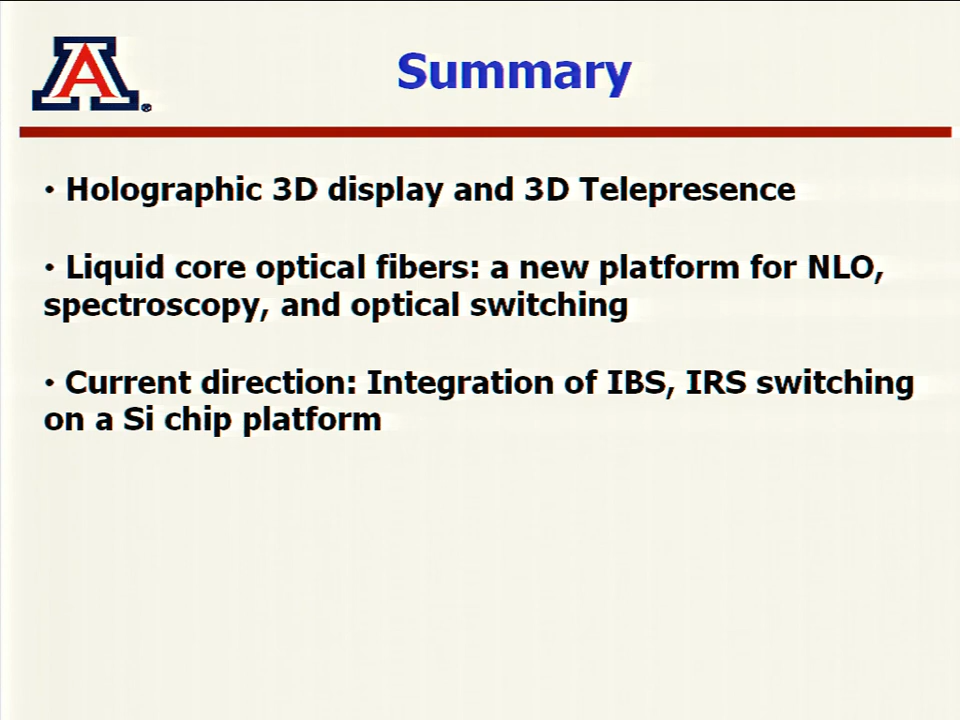 A
Summary
• Holographic 3D display and 3D Telepresence
• Liquid core optical fibers: a new platform for NLO,
spectroscopy, and optical switching
• Current direction: Integration of IBS, IRS switching
on a Si chip platform